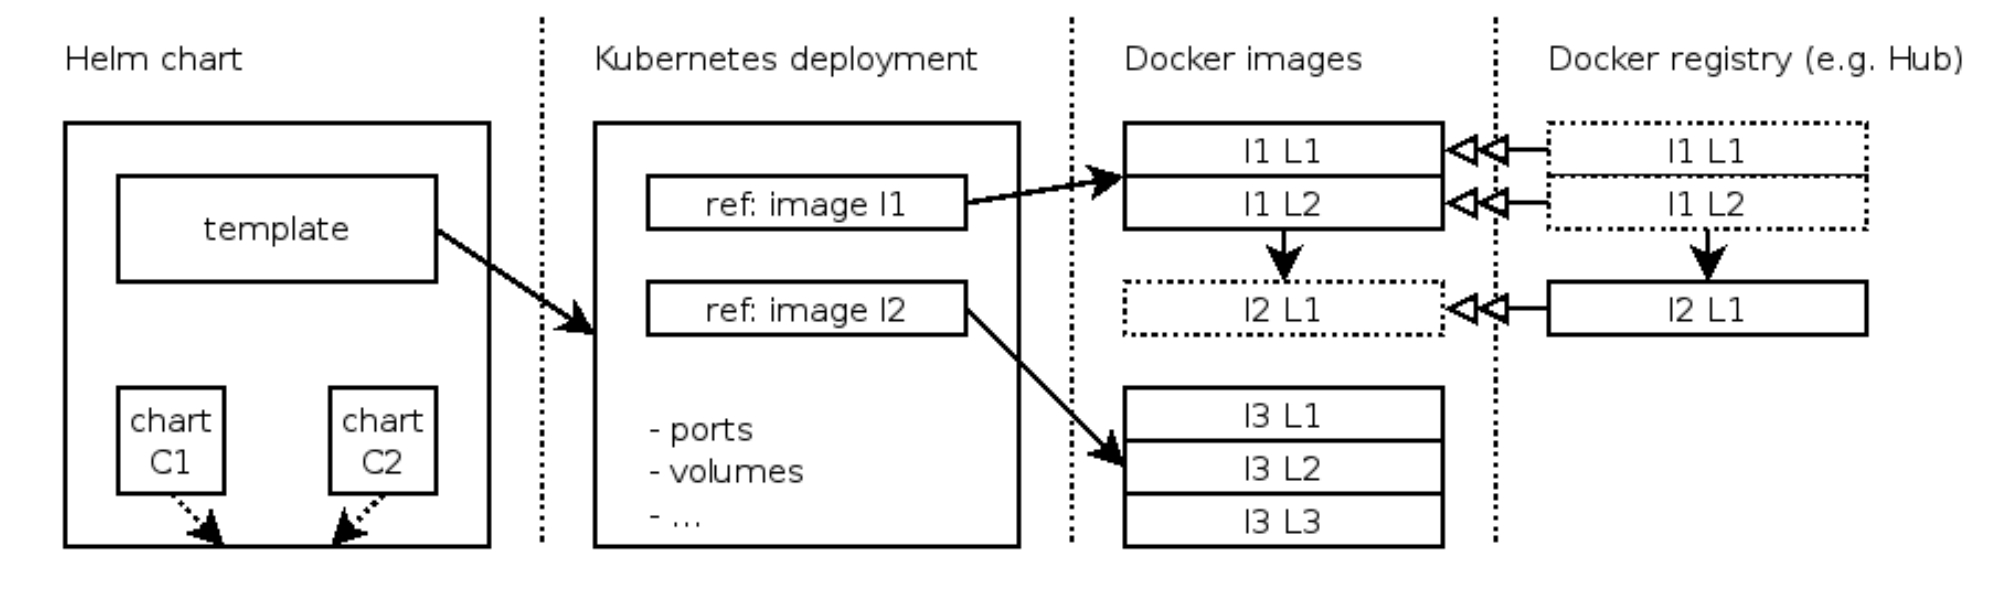 Helm chart
template
chart
C1
chart
C2
Kubernetes deployment
ref: image I1
ref: image I2
- ports
- volumes
- ...
Docker images
I1 L1
I1 L2
I2 L1
I3 L1
I3 L2
I3 L3
Docker registry (e.g. Hub)
I1 L1
I1 L2
I2 L1